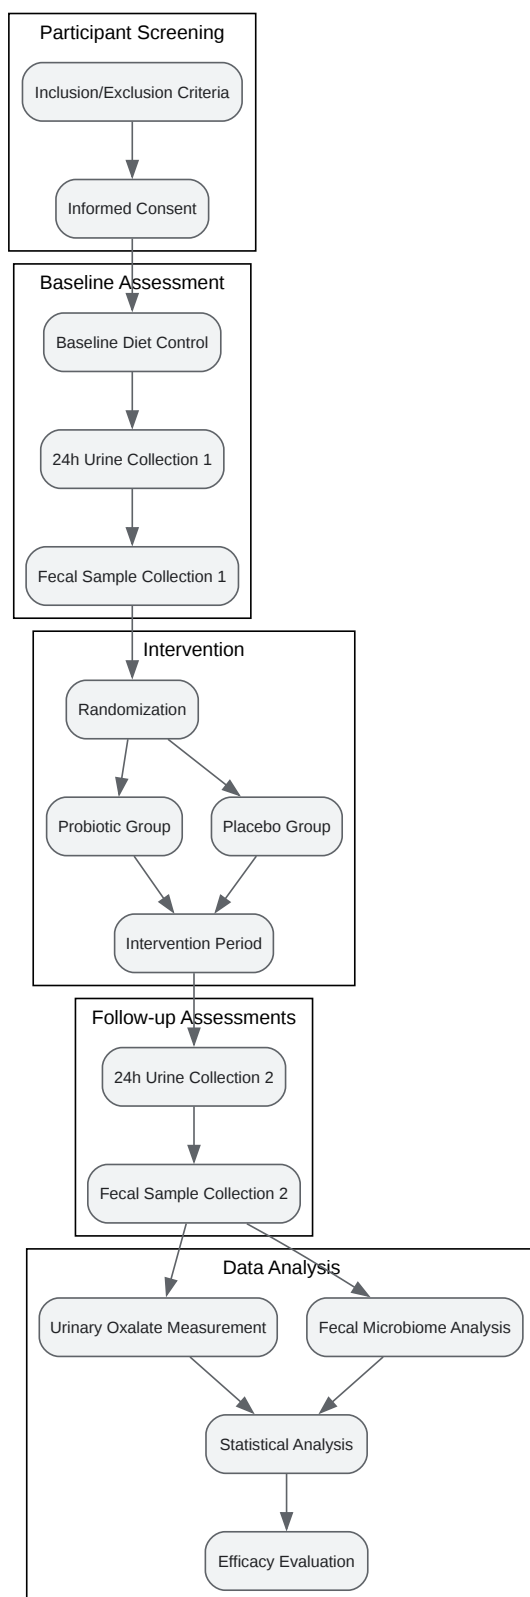 Participant Screening
Inclusion/Exclusion Criteria
Informed Consent
Baseline Assessment
Baseline Diet Control
24h Urine Collection 1
Fecal Sample Collection 1
Intervention
Randomization
Probiotic Group
Placebo Group
Intervention Period
Follow-up Assessments
24h Urine Collection 2
Fecal Sample Collection 2
Data Analysis
Urinary Oxalate Measurement
Fecal Microbiome Analysis
Statistical Analysis
Efficacy Evaluation